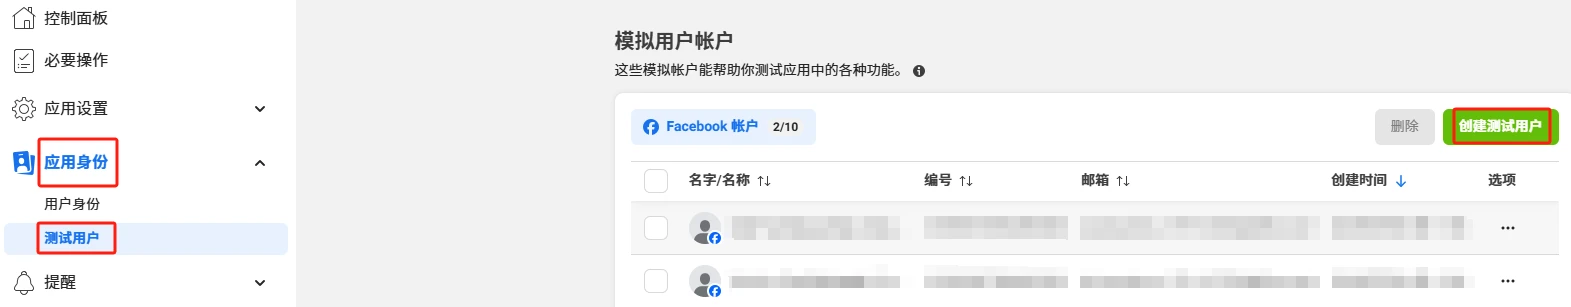 控制面板
必要操作
应用设置
应用身份
用户身份
测试用户
提醒
模拟用户帐户
这些模拟帐户能帮助你测试应用中的各种功能。
Facebook 帐户 2/10
删除
创建测试用户
名字/名称 编号 邮箱 创建时间 选项